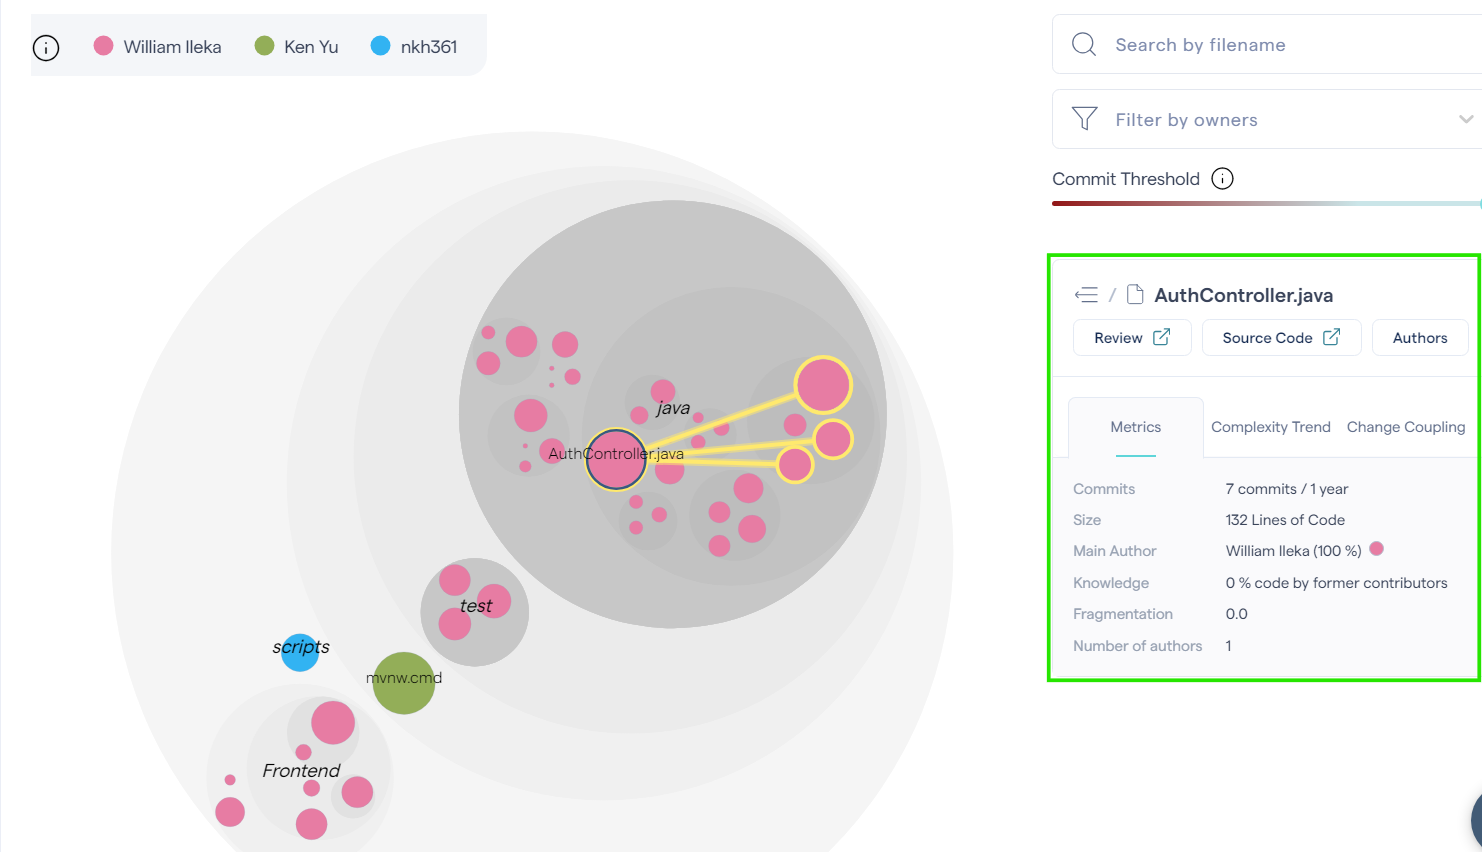 William Ileka Ken Yu nkh361
Search by filename
Filter by owners
Commit Threshold
/ AuthController.java
Review Source Code Authors
Metrics Complexity Trend Change Coupling
Commits 7 commits / 1 year
Size 132 Lines of Code
Main Author William Ileka (100 %)
Knowledge 0 % code by former contributors
Fragmentation 0.0
Number of authors 1
java
AuthController.java
test
scripts
mvnw.cmd
Frontend